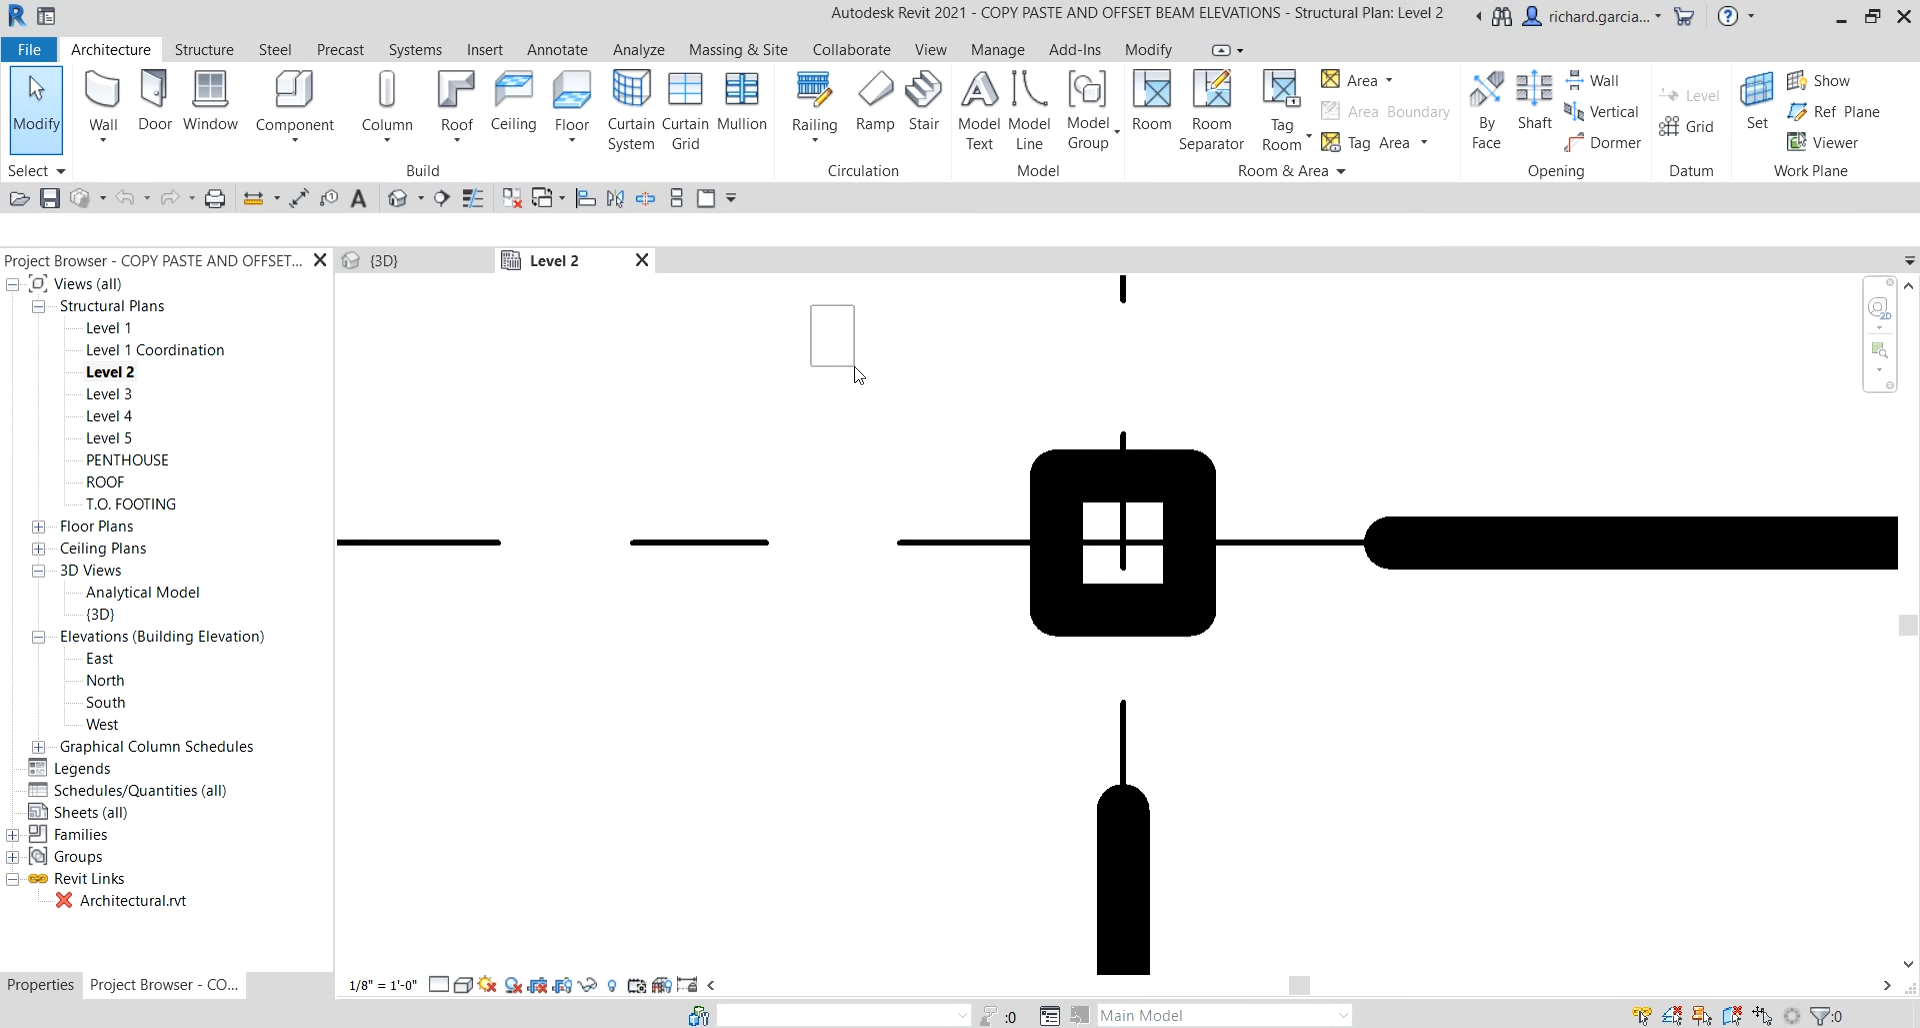 Autodesk Revit 2021 - COPY PASTE AND OFFSET BEAM ELEVATIONS - Structural Plan: Level 2
richard.garcia...
File Architecture Structure Steel Precast Systems Insert Annotate Analyze Massing & Site Collaborate View Manage Add-Ins Modify
Modify
Wall
Door
Window
Component
Column
Roof
Ceiling
Floor
Curtain System
Curtain Grid
Mullion
Railing
Ramp
Stair
Model Text
Model Line
Model Group
Room
Room Separator
Tag Room
Area
Area Boundary
Tag Area
By Face
Shaft
Wall
Vertical
Dormer
Level
Grid
Set
Show
Ref Plane
Viewer
Select Build Circulation Model Room & Area Opening Datum Work Plane
Project Browser - COPY PASTE AND OFFSET...
{3D}
Level 2
Views (all)
Structural Plans
Level 1
Level 1 Coordination
Level 2
Level 3
Level 4
Level 5
PENTHOUSE
ROOF
T.O. FOOTING
Floor Plans
Ceiling Plans
3D Views
Analytical Model
{3D}
Elevations (Building Elevation)
East
North
South
West
Graphical Column Schedules
Legends
Schedules/Quantities (all)
Sheets (all)
Families
Groups
Revit Links
Architectural.rvt
2D
Properties Project Browser - CO...
1/8" = 1'-0"
:0
Main Model
:0